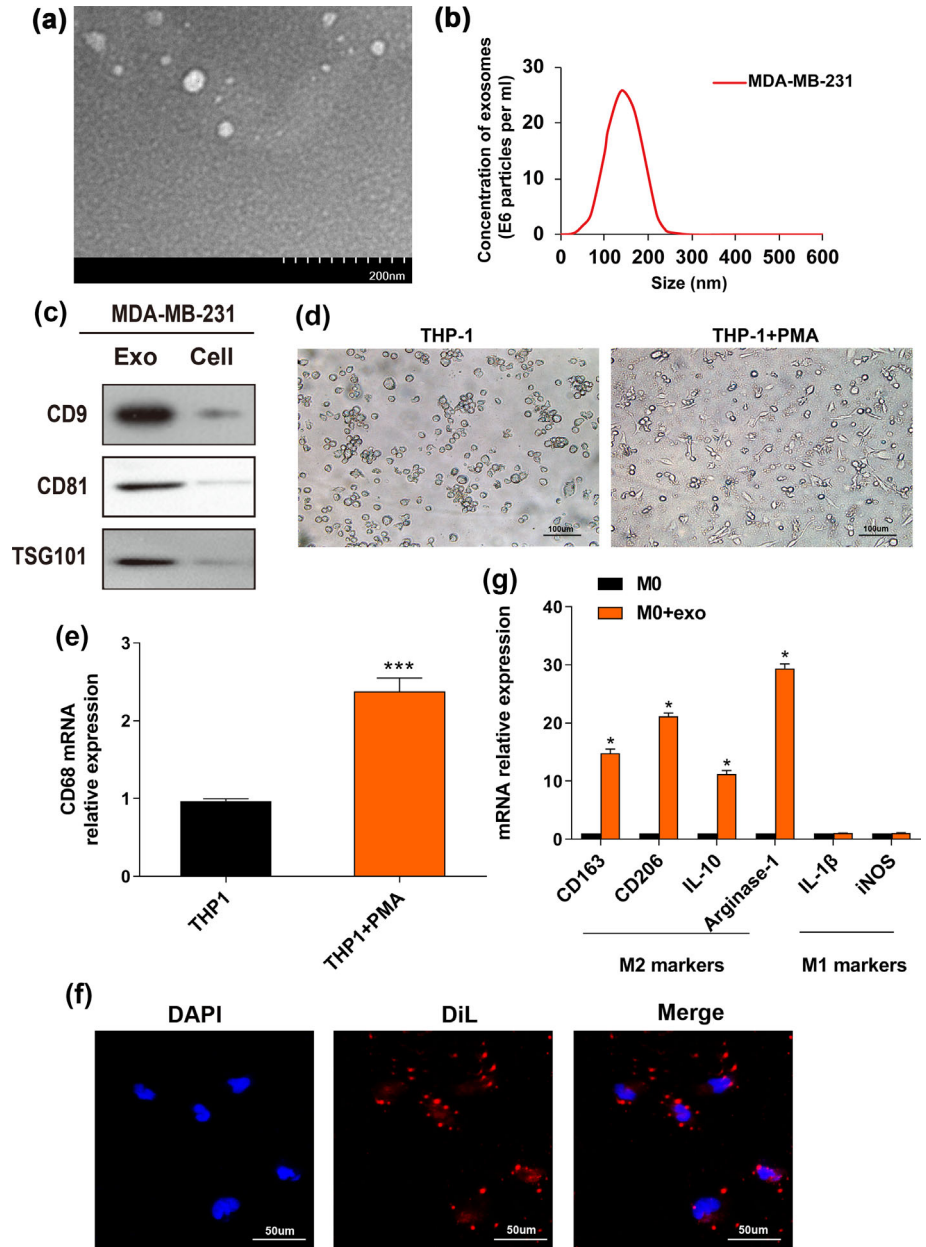 (a)
200nm
(b)
Concentration of exosomes
(E6 particles per ml)
30
20
10
0
0 100 200 300 400 500 600
Size (nm)
MDA-MB-231
(c)
MDA-MB-231
Exo Cell
CD9
CD81
TSG101
(d)
THP-1
THP-1+PMA
100um
100um
(e)
CD68 mRNA
relative expression
3
2
1
0
***
THP1
THP1+PMA
(g)
M0
M0+exo
mRNA relative expression
40
30
20
10
0
*
*
*
*
CD163
CD206
IL-10
Arginase-1
IL-1β
iNOS
M2 markers
M1 markers
(f)
DAPI
DiL
Merge
50um
50um
50um